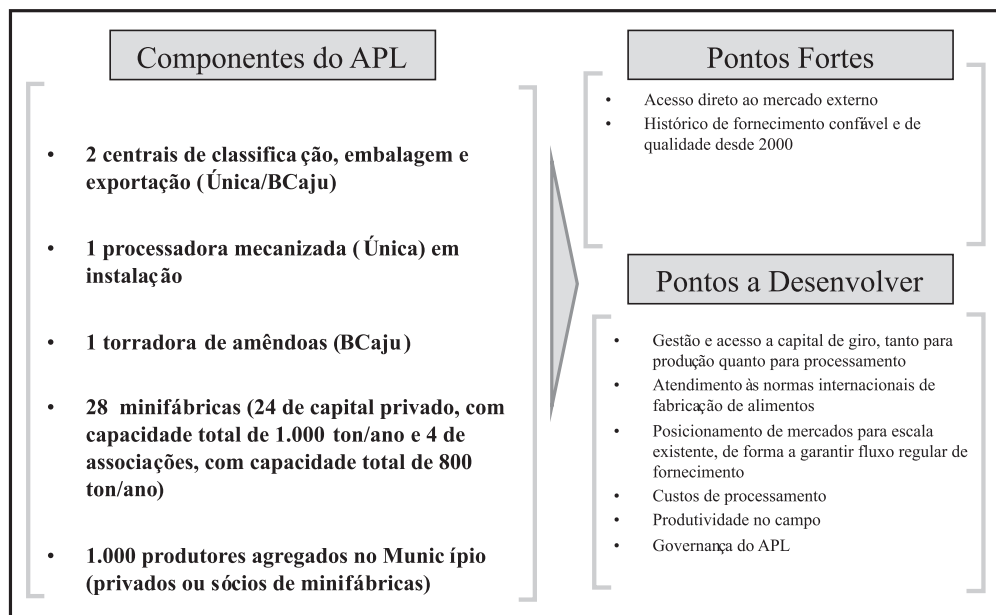 Componentes do APL
• 2 centrais de classifica ção, embalagem e
exportação (Única/BCaju)
• 1 processadora mecanizada (Única) em
instalação
• 1 torradora de amêndoas (BCaju)
• 28 minifábricas (24 de capital privado, com
capacidade total de 1.000 ton/ano e 4 de
associações, com capacidade total de 800
ton/ano)
• 1.000 produtores agregados no Munic ípio
(privados ou sócios de minifábricas)
Pontos Fortes
• Acesso direto ao mercado externo
• Histórico de fornecimento confiável e de
qualidade desde 2000
Pontos a Desenvolver
• Gestão e acesso a capital de giro, tanto para
produção quanto para processamento
• Atendimento às normas internacionais de
fabricação de alimentos
• Posicionamento de mercados para escala
existente, de forma a garantir fluxo regular de
fornecimento
• Custos de processamento
• Produtividade no campo
• Governança do APL